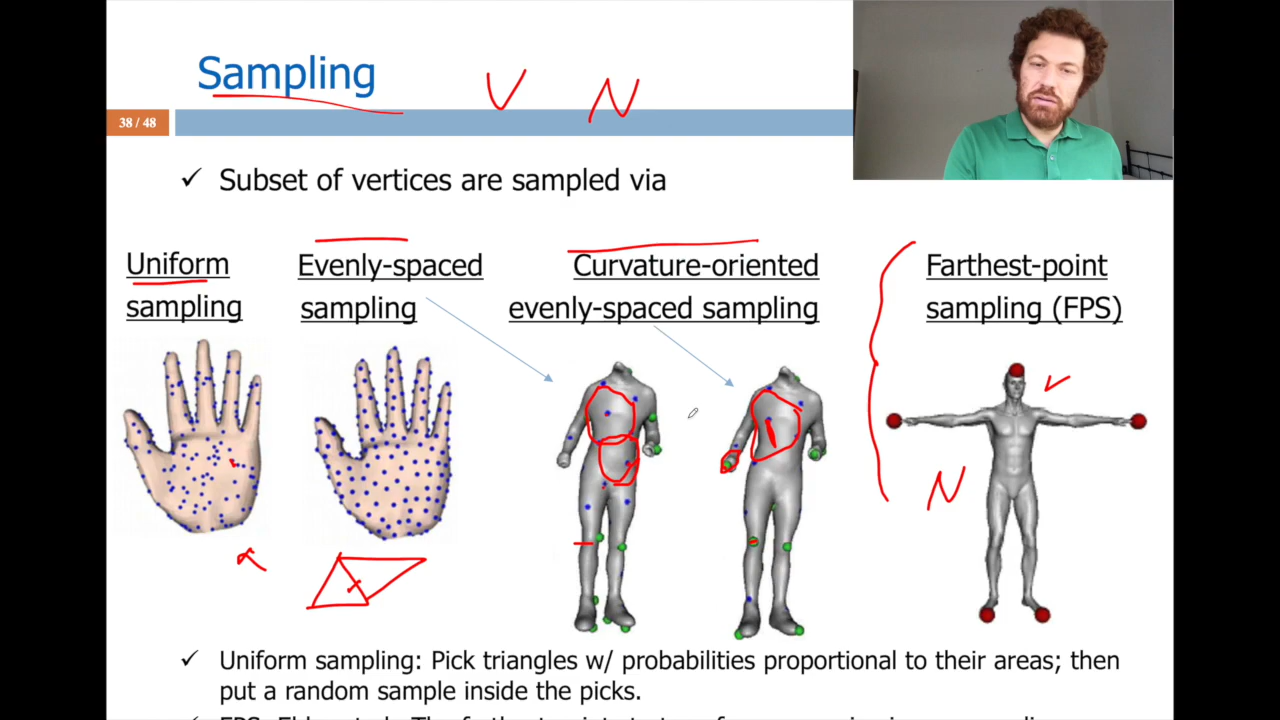 Sampling
V N
38 / 48
✓ Subset of vertices are sampled via
Uniform
sampling
Evenly-spaced
sampling
Curvature-oriented
evenly-spaced sampling
Farthest-point
sampling (FPS)
N
✓ Uniform sampling: Pick triangles w/ probabilities proportional to their areas; then
put a random sample inside the picks.